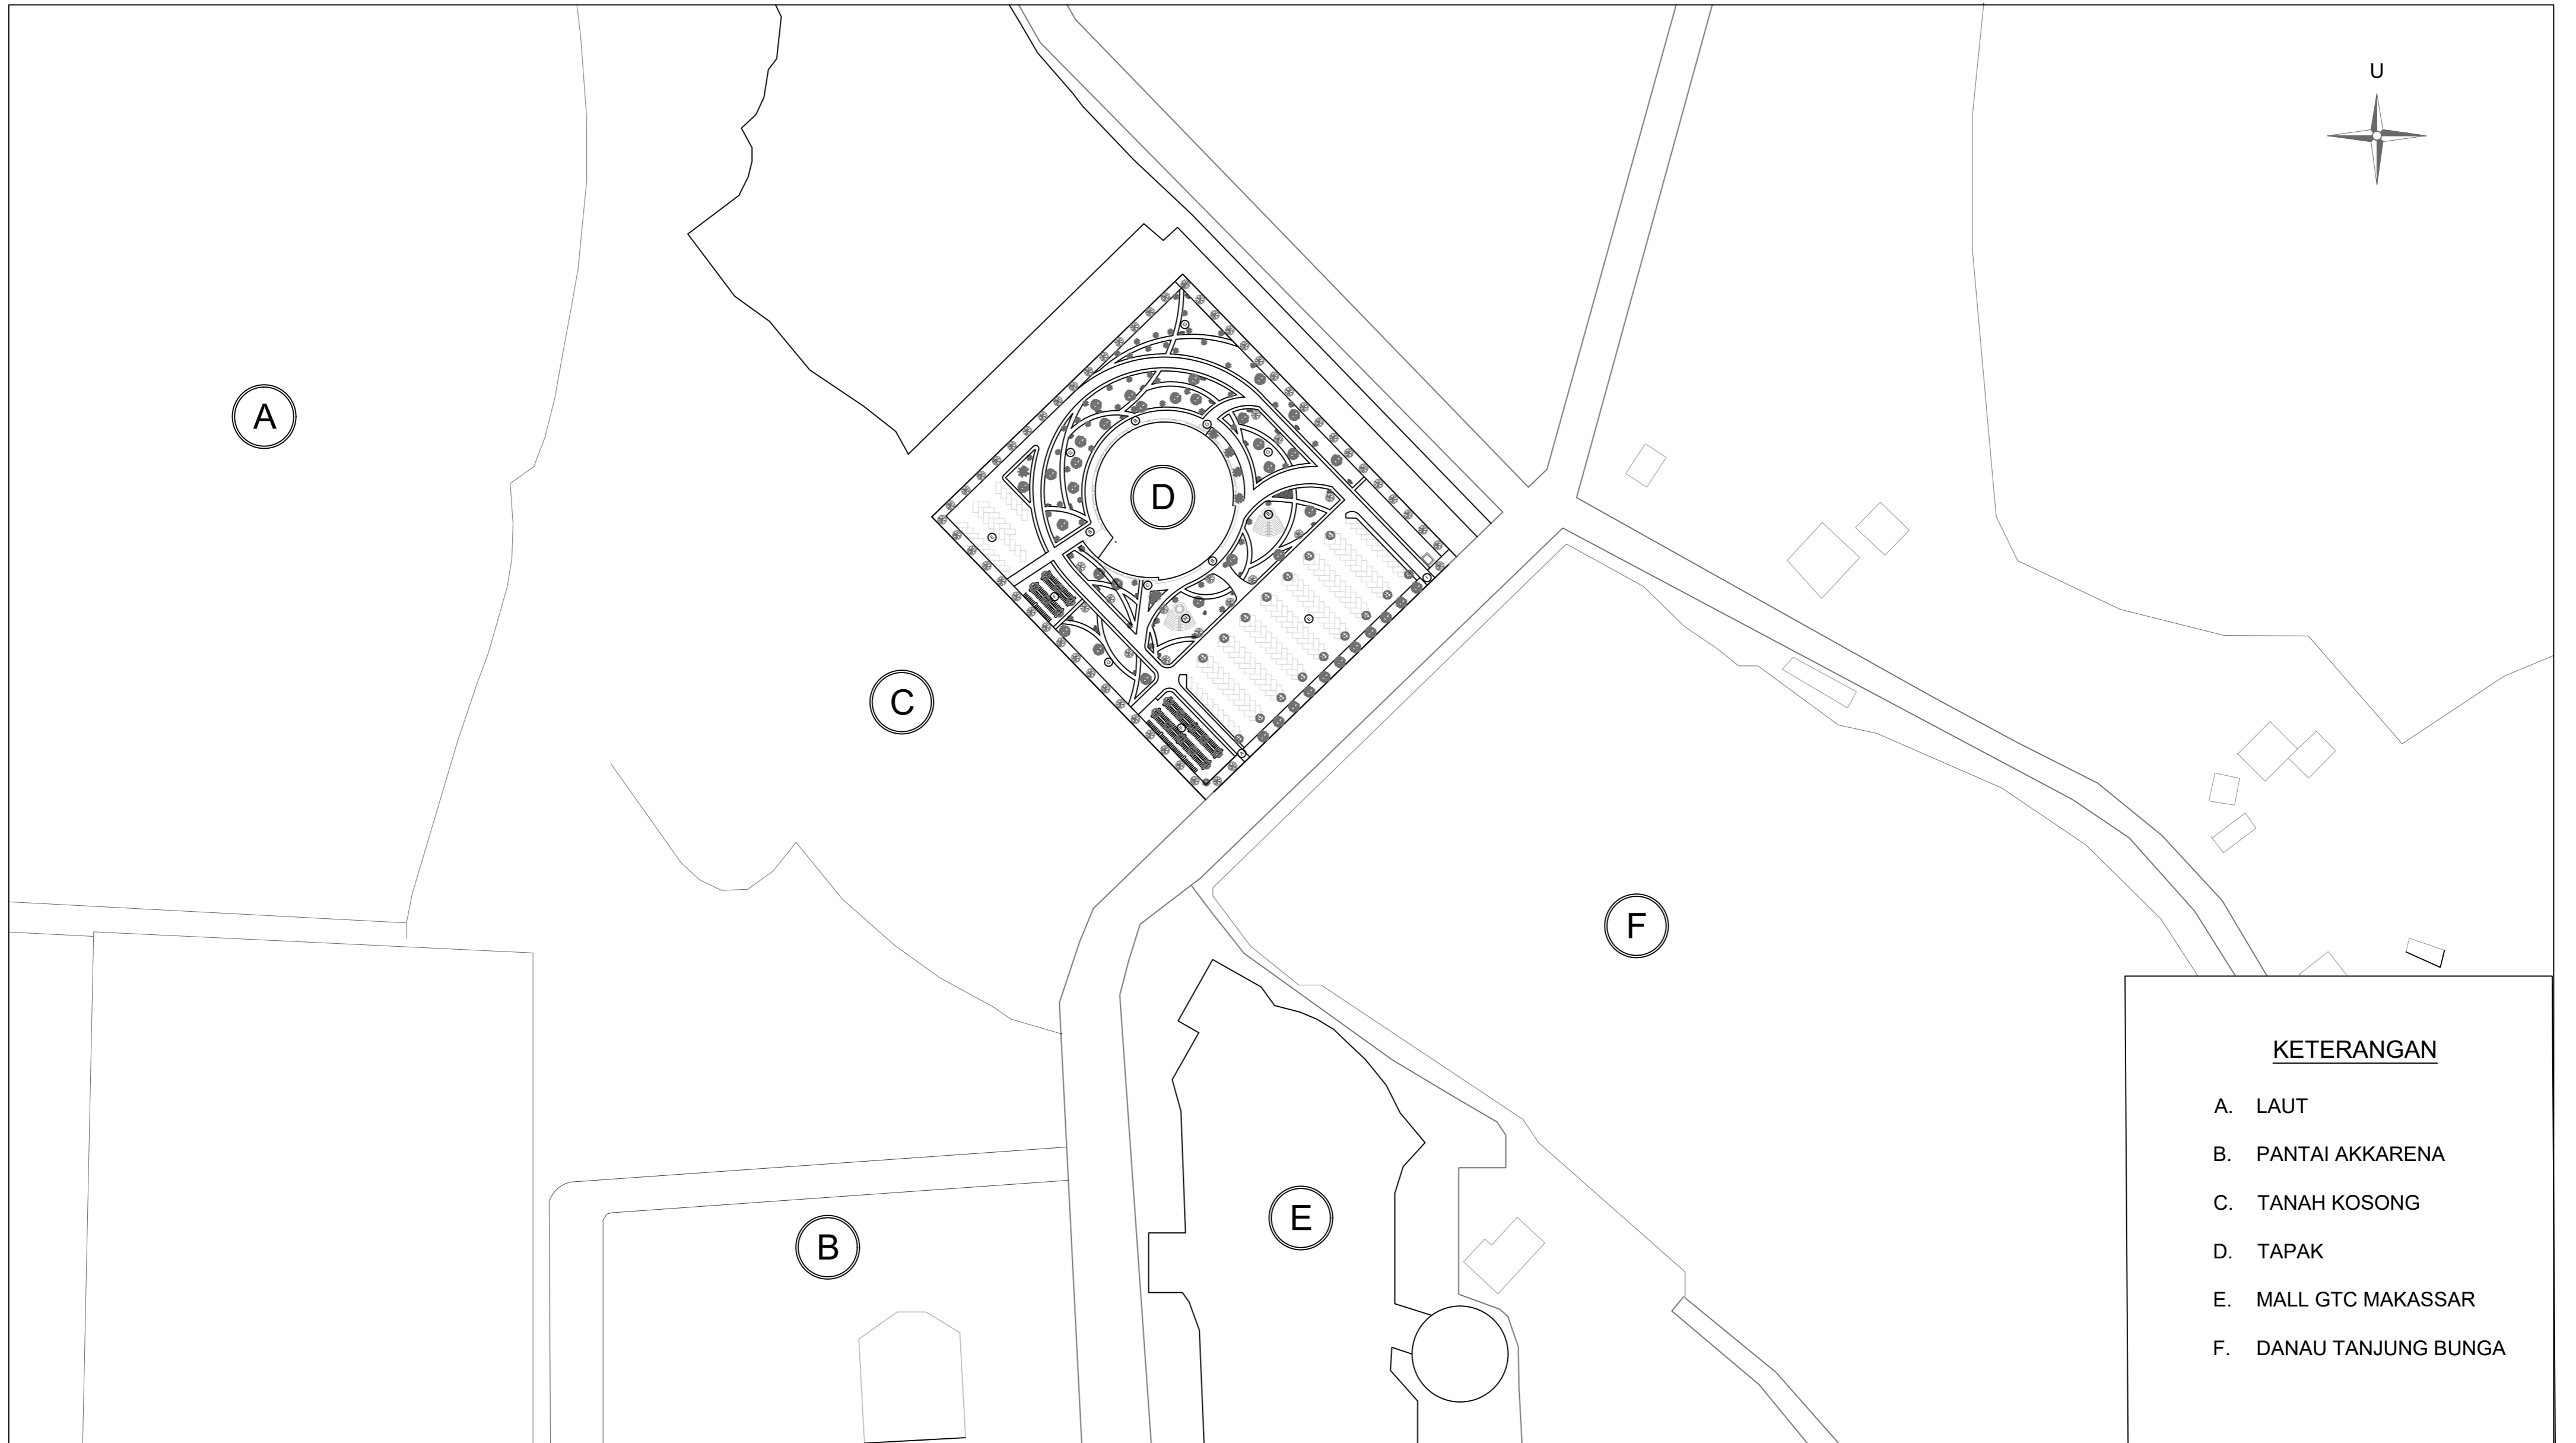 U
A
D
C
F
E
B
KETERANGAN
A. LAUT
B. PANTAI AKKARENA
C. TANAH KOSONG
D. TAPAK
E. MALL GTC MAKASSAR
F. DANAU TANJUNG BUNGA